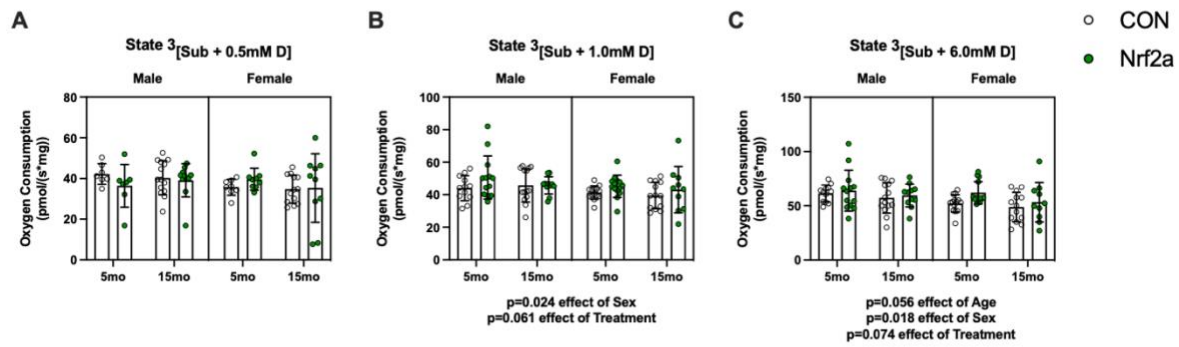 A
State 3[Sub + 0.5mM D]
Male
Female
Oxygen Consumption
(pmol/(s*mg))
80
60
40
20
0
5mo
15mo
5mo
15mo
B
State 3[Sub + 1.0mM D]
Male
Female
Oxygen Consumption
(pmol/(s*mg))
100
80
60
40
20
0
5mo
15mo
5mo
15mo
p=0.024 effect of Sex
p=0.061 effect of Treatment
C
State 3[Sub + 6.0mM D]
Male
Female
Oxygen Consumption
(pmol/(s*mg))
150
100
50
0
5mo
15mo
5mo
15mo
p=0.056 effect of Age
p=0.018 effect of Sex
p=0.074 effect of Treatment
CON
Nrf2a